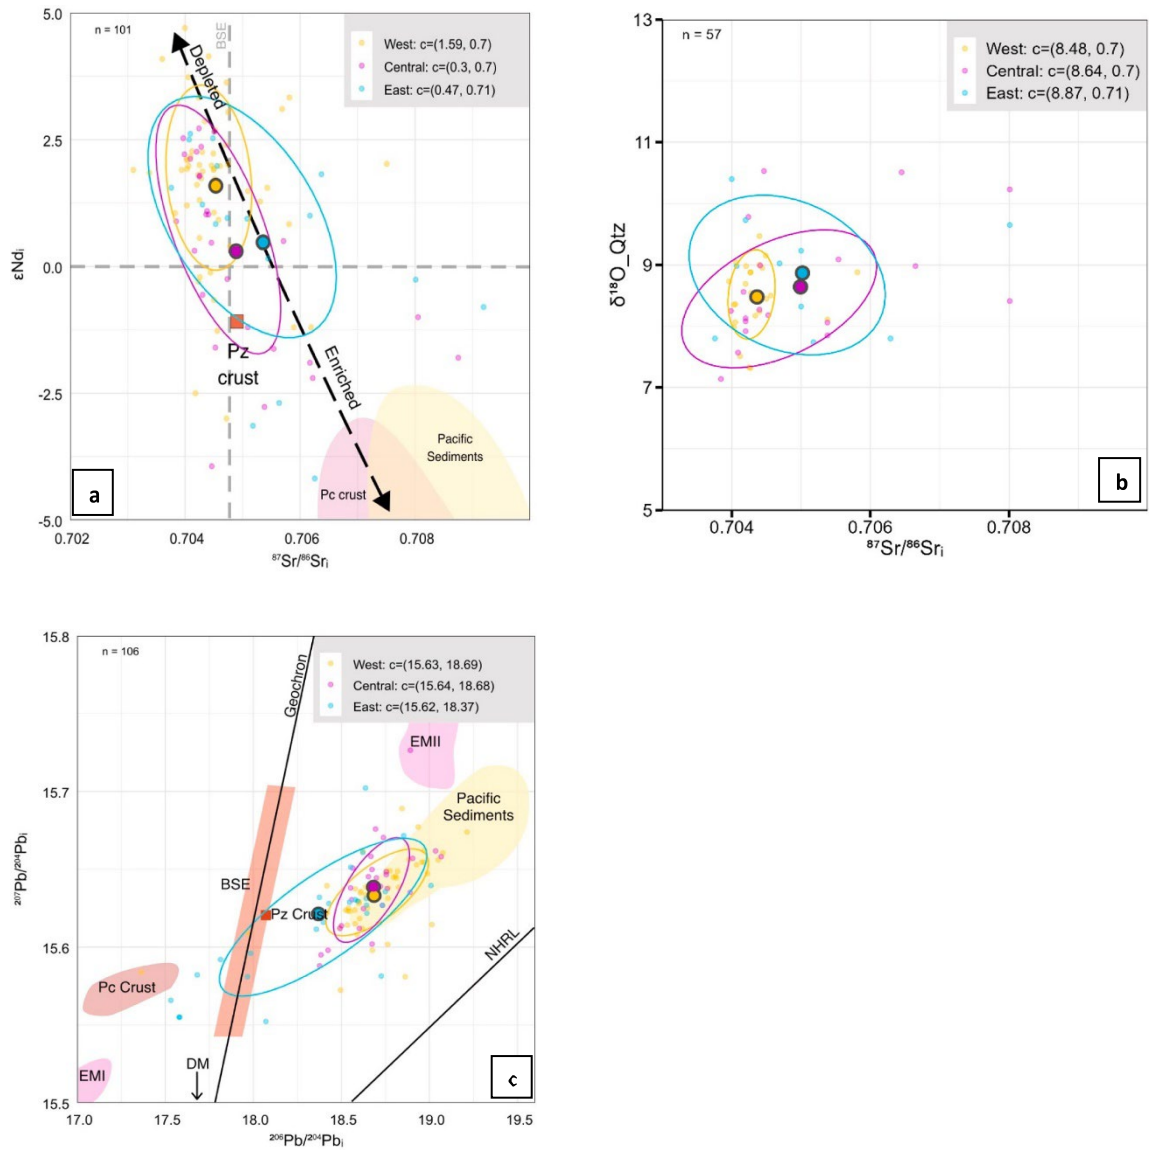 5.0
n = 101
BSE
West: c=(1.59, 0.7)
Central: c=(0.3, 0.7)
East: c=(0.47, 0.71)
Depleted
2.5
εNdᵢ
0.0
Pz
crust
Enriched
-2.5
Pacific
Sediments
Pc crust
a
-5.0
0.702
0.704
0.706
0.708
⁸⁷Sr/⁸⁶Srᵢ
13
n = 57
West: c=(8.48, 0.7)
Central: c=(8.64, 0.7)
East: c=(8.87, 0.71)
11
δ¹⁸O_Qtz
9
7
b
5
0.704
0.706
0.708
⁸⁷Sr/⁸⁶Srᵢ
15.8
n = 106
Geochron
West: c=(15.63, 18.69)
Central: c=(15.64, 18.68)
East: c=(15.62, 18.37)
EMII
15.7
Pacific
Sediments
²⁰⁷Pb/²⁰⁴Pbᵢ
BSE
Pz Crust
15.6
NHRL
Pc Crust
DM
EMI
c
15.5
17.0
17.5
18.0
18.5
19.0
19.5
²⁰⁶Pb/²⁰⁴Pbᵢ